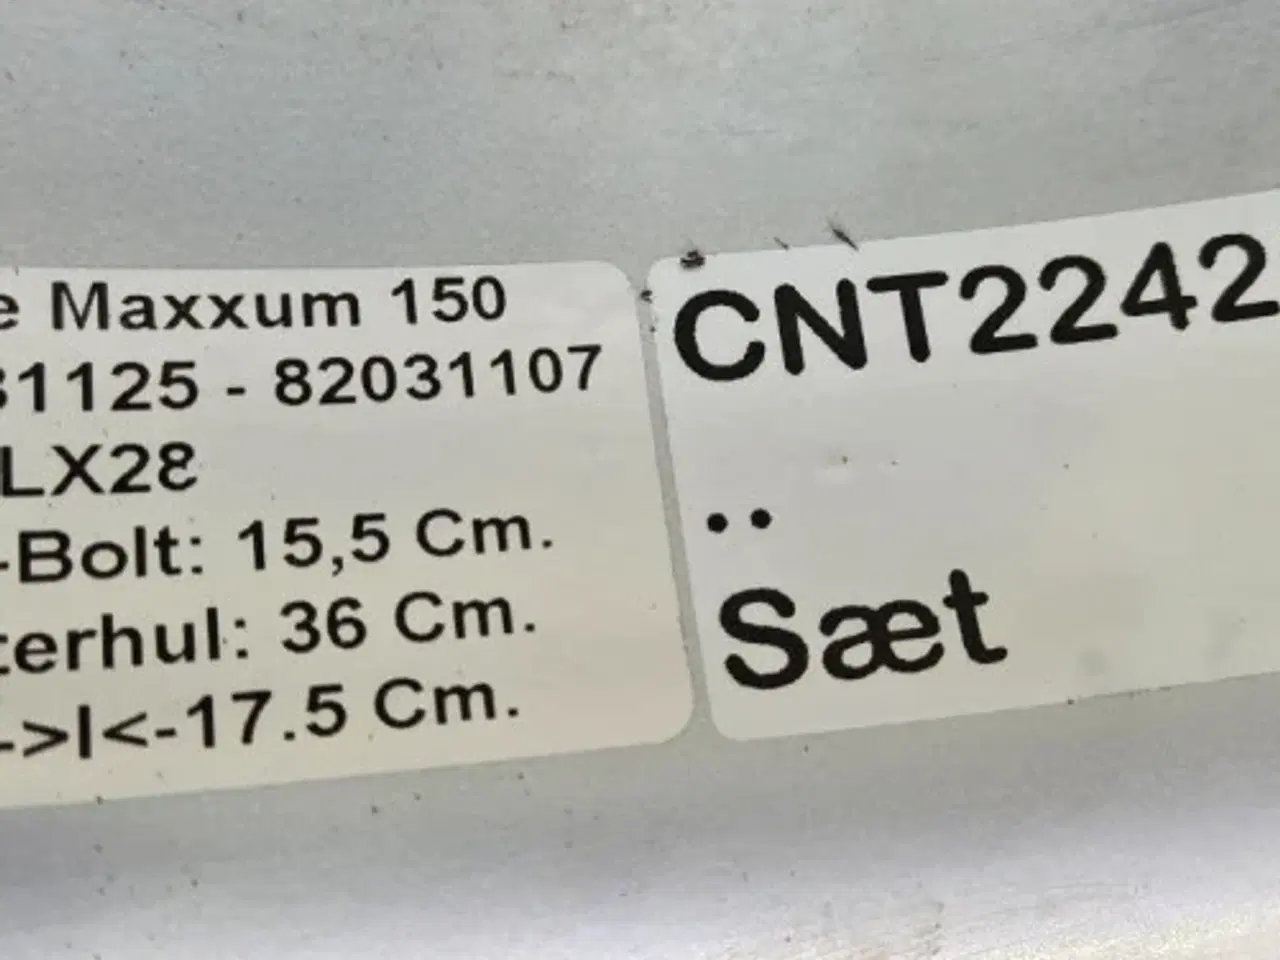 e Maxxum 150
31125 - 82031107
LX28
-Bolt: 15,5 Cm.
terhul: 36 Cm.
->|<-17.5 Cm.
CNT2242
..
Sæt